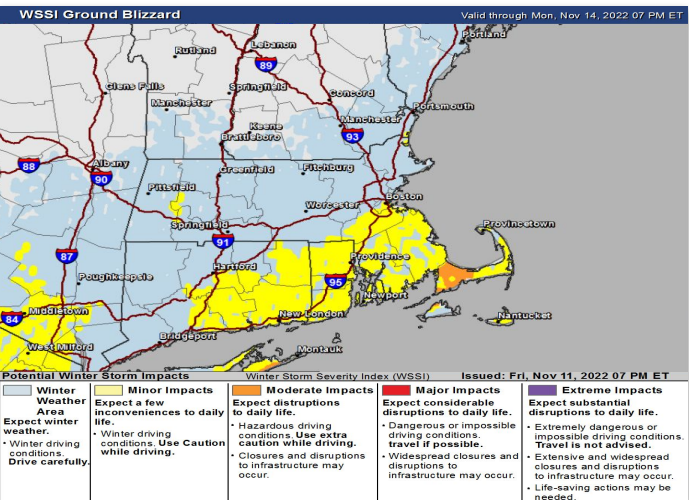 WSSI Ground Blizzard
Valid through Mon, Nov 14, 2022 07 PM ET
Portland
Rutland
Lebanon
89
Glens Falls
Springfield
Concord
Manchester
Portsmouth
Manchester
Keene
93
Brattleboro
88
Albany
90
Greenfield
Fitchburg
Pittsfield
Boston
Worcester
Springfield
Provincetown
91
87
Providence
Hartford
Poughkeepsie
95
Newport
84
Middletown
New London
Nantucket
Bridgeport
West Milford
Montauk
Potential Winter Storm Impacts
Winter Storm Severity Index (WSSI)
Issued: Fri, Nov 11, 2022 07 PM ET
Winter
Weather
Area
Expect winter
weather.
• Winter driving
conditions.
Drive carefully.
Minor Impacts
Expect a few
inconveniences to daily
life.
• Winter driving
conditions. Use Caution
while driving.
Moderate Impacts
Expect distruptions
to daily life.
• Hazardous driving
conditions. Use extra
caution while driving.
• Closures and disruptions
to infrastructure may
occur.
Major Impacts
Expect considerable
disruptions to daily life.
• Dangerous or impossible
driving conditions.
travel if possible.
• Widespread closures and
disruptions to
infrastructure may occur.
Extreme Impacts
Expect substantial
disruptions to daily life.
• Extremely dangerous or
impossible driving conditions.
Travel is not advised.
• Extensive and widespread
closures and disruptions
to infrastructure may occur.
• Life-saving actions may be
needed.